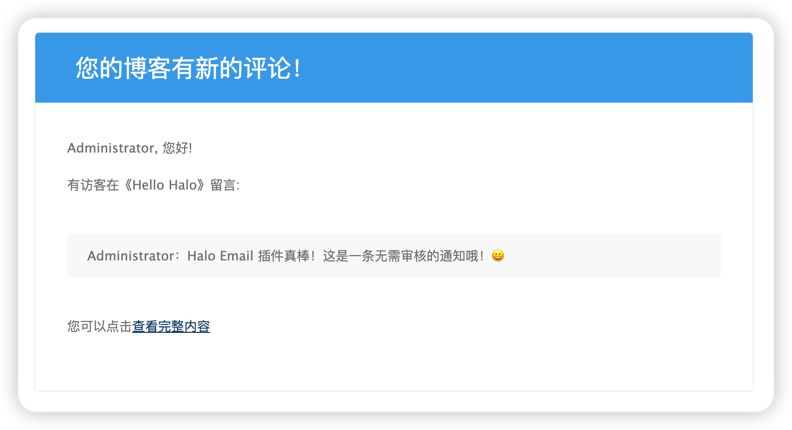 您的博客有新的评论！
Administrator, 您好!
有访客在《Hello Halo》留言:
Administrator：Halo Email 插件真棒！这是一条无需审核的通知哦！😀
您可以点击查看完整内容